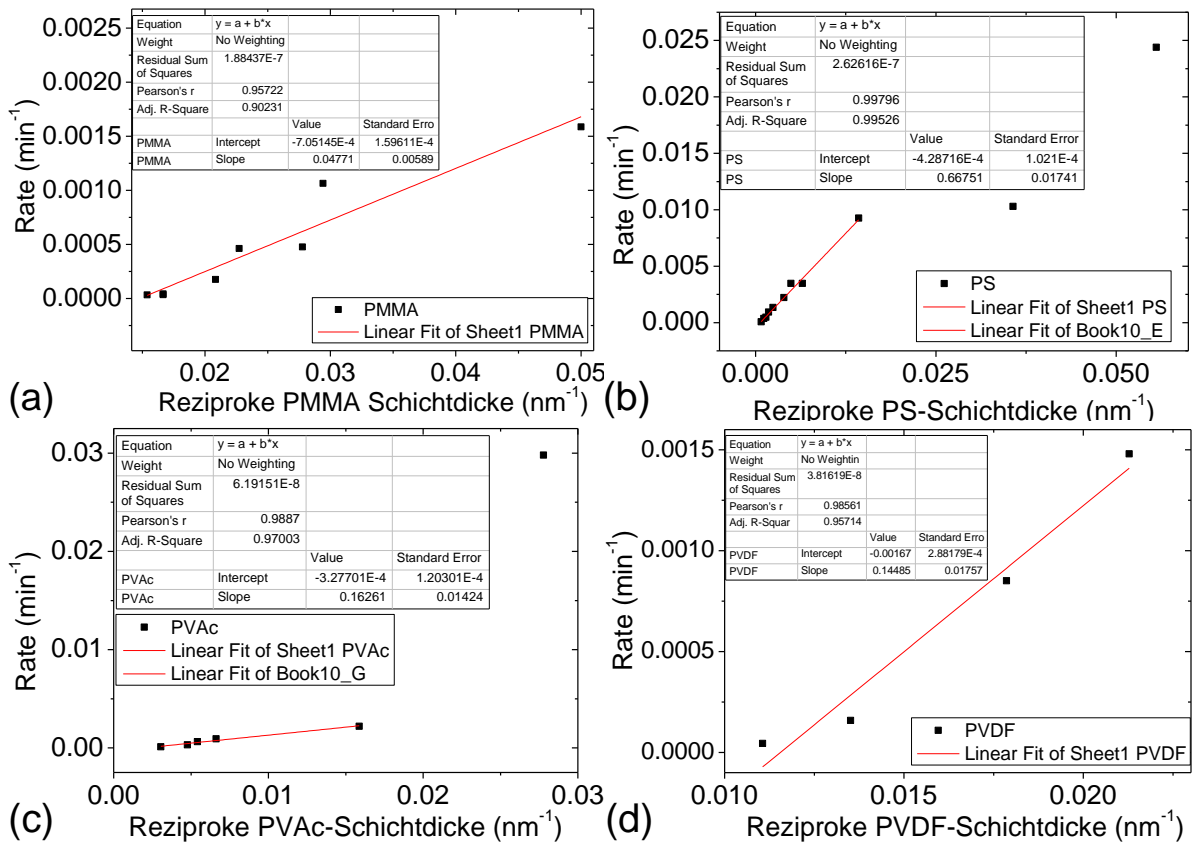 Rate (min-1)
0.0025
0.0020
0.0015
0.0010
0.0005
0.0000
Equation y = a + b*x
Weight No Weighting
Residual Sum of Squares 1.88437E-7
Pearson's r 0.95722
Adj. R-Square 0.90231
Value Standard Erro
PMMA Intercept -7.05145E-4 1.59611E-4
PMMA Slope 0.04771 0.00589
PMMA
Linear Fit of Sheet1 PMMA
0.02 0.03 0.04 0.05
(a) Reziproke PMMA Schichtdicke (nm-1)
Rate (min-1)
0.025
0.020
0.015
0.010
0.005
0.000
Equation y = a + b*x
Weight No Weighting
Residual Sum of Squares 2.62616E-7
Pearson's r 0.99796
Adj. R-Square 0.99526
Value Standard Error
PS Intercept -4.28716E-4 1.021E-4
PS Slope 0.66751 0.01741
PS
Linear Fit of Sheet1 PS
Linear Fit of Book10_E
0.000 0.025 0.050
(b) Reziproke PS-Schichtdicke (nm-1)
Rate (min-1)
0.03
0.02
0.01
0.00
Equation y = a + b*x
Weight No Weighting
Residual Sum of Squares 6.19151E-8
Pearson's r 0.9887
Adj. R-Square 0.97003
Value Standard Error
PVAc Intercept -3.27701E-4 1.20301E-4
PVAc Slope 0.16261 0.01424
PVAc
Linear Fit of Sheet1 PVAc
Linear Fit of Book10_G
0.00 0.01 0.02 0.03
(c) Reziproke PVAc-Schichtdicke (nm-1)
Rate (min-1)
0.0015
0.0010
0.0005
0.0000
Equation y = a + b*x
Weight No Weightin
Residual Sum of Squares 3.81619E-8
Pearson's r 0.98561
Adj. R-Squar 0.95714
Value Standard Error
PVDF Intercept -0.00167 2.88179E-4
PVDF Slope 0.14485 0.01757
PVDF
Linear Fit of Sheet1 PVDF
0.010 0.015 0.020
(d) Reziproke PVDF-Schichtdicke (nm-1)